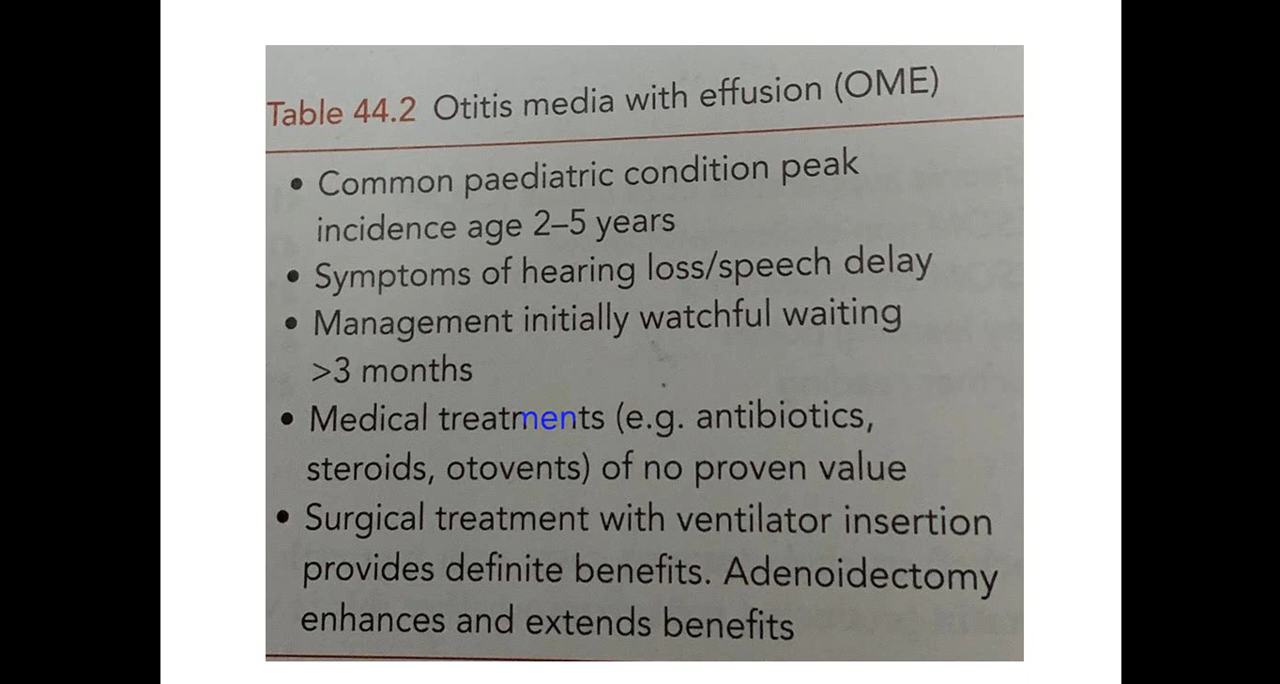 Table 44.2 Otitis media with effusion (OME)
• Common paediatric condition peak
incidence age 2–5 years
• Symptoms of hearing loss/speech delay
• Management initially watchful waiting
>3 months
• Medical treatments (e.g. antibiotics,
steroids, otovents) of no proven value
• Surgical treatment with ventilator insertion
provides definite benefits. Adenoidectomy
enhances and extends benefits